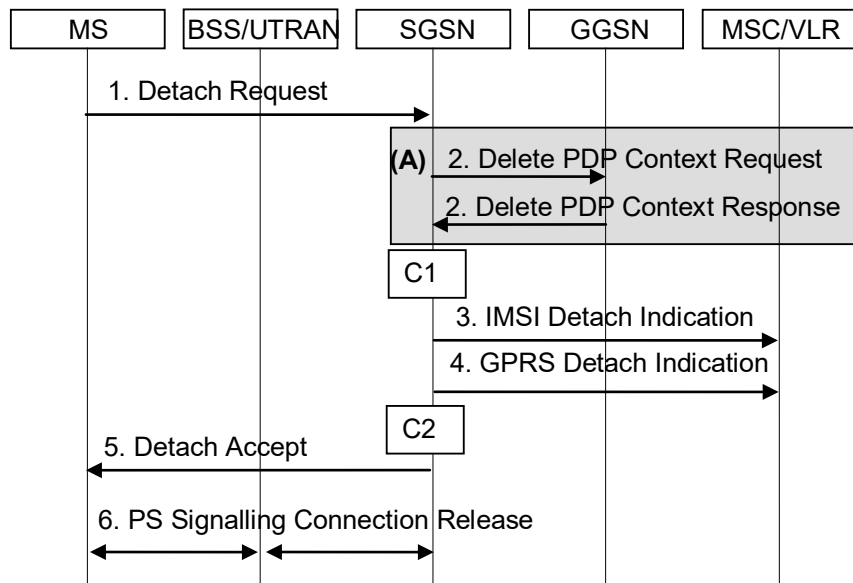 MS
BSS/UTRAN
SGSN
GGSN
MSC/VLR
1. Detach Request
(A)
2. Delete PDP Context Request
2. Delete PDP Context Response
C1
3. IMSI Detach Indication
4. GPRS Detach Indication
C2
5. Detach Accept
6. PS Signalling Connection Release